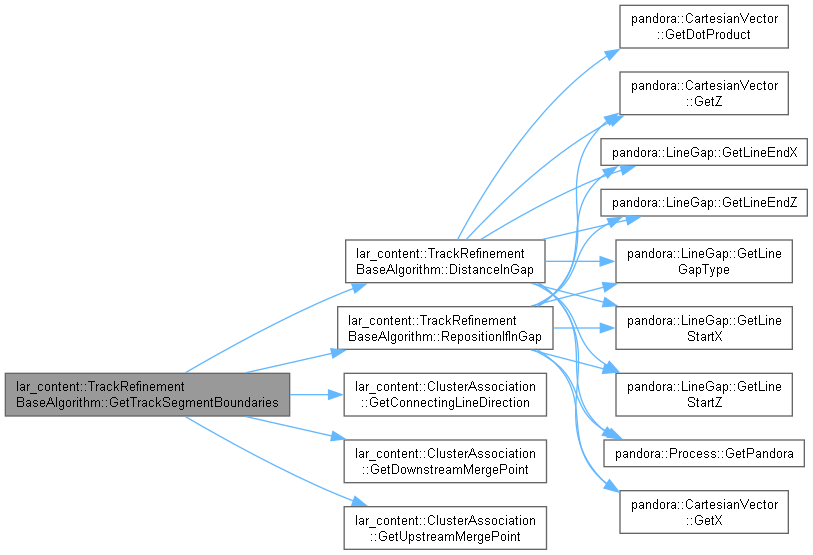 lar_content::TrackRefinement
BaseAlgorithm::GetTrackSegmentBoundaries
lar_content::TrackRefinement
BaseAlgorithm::DistanceInGap
lar_content::TrackRefinement
BaseAlgorithm::RepositionIfInGap
lar_content::ClusterAssociation
::GetConnectingLineDirection
lar_content::ClusterAssociation
::GetDownstreamMergePoint
lar_content::ClusterAssociation
::GetUpstreamMergePoint
pandora::CartesianVector
::GetDotProduct
pandora::CartesianVector
::GetZ
pandora::LineGap::GetLineEndX
pandora::LineGap::GetLineEndZ
pandora::LineGap::GetLine
GapType
pandora::LineGap::GetLine
StartX
pandora::LineGap::GetLine
StartZ
pandora::Process::GetPandora
pandora::CartesianVector
::GetX